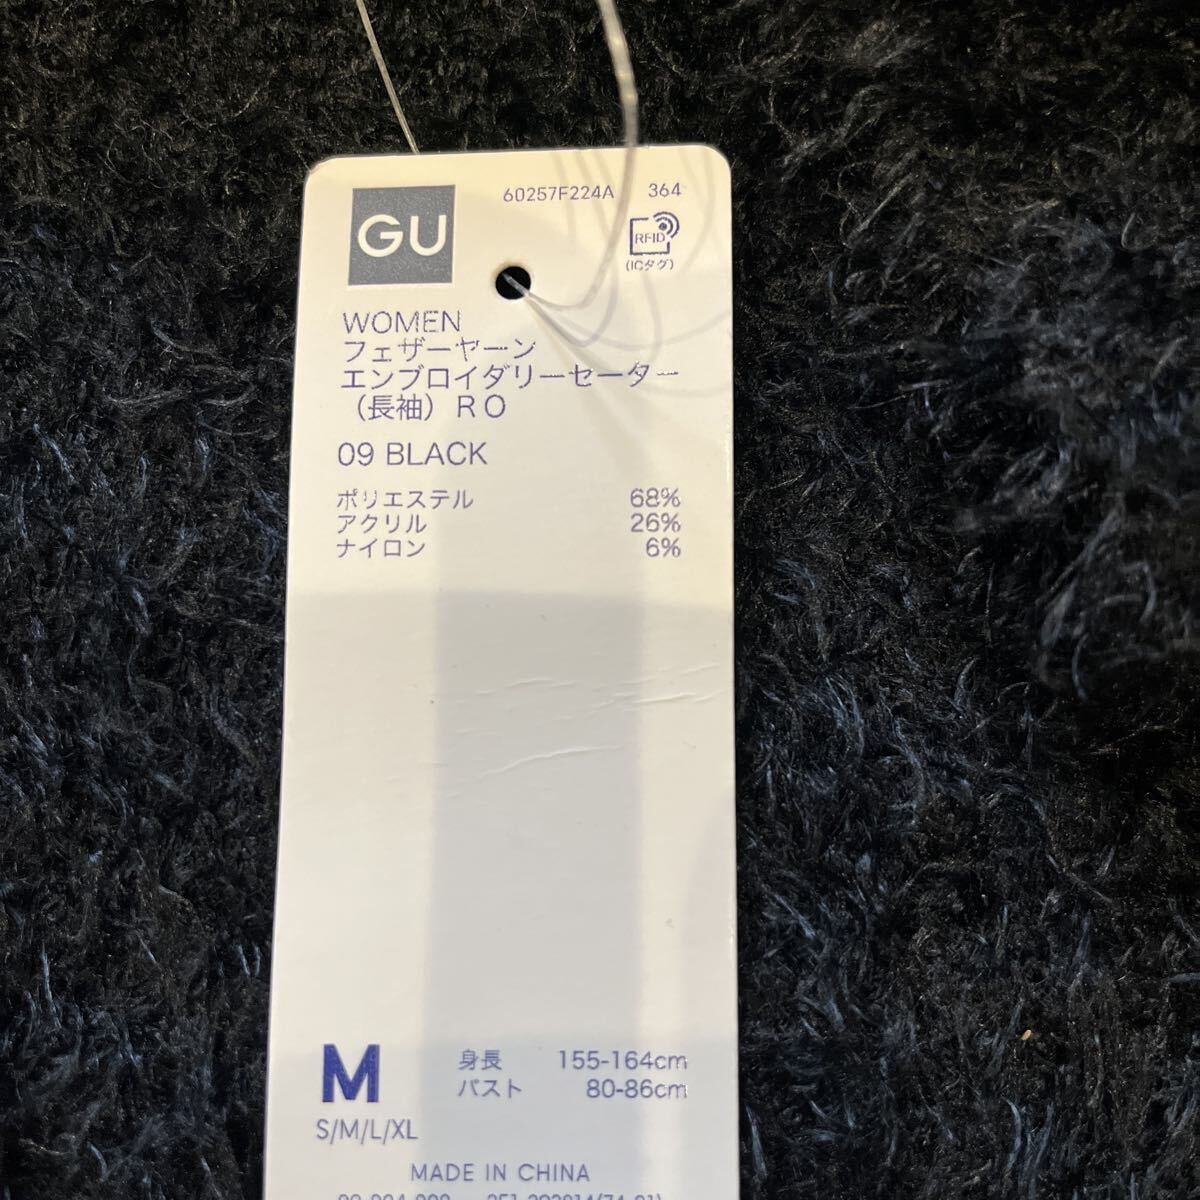 60257F224A 364
GU
RFID
(ICタグ)
WOMEN
フェザーヤーン
エンブロイダリーセーター
（長袖）ＲＯ
09 BLACK
ポリエステル 68%
アクリル 26%
ナイロン 6%
M 身長 155-164cm
バスト 80-86cm
S/M/L/XL
MADE IN CHINA